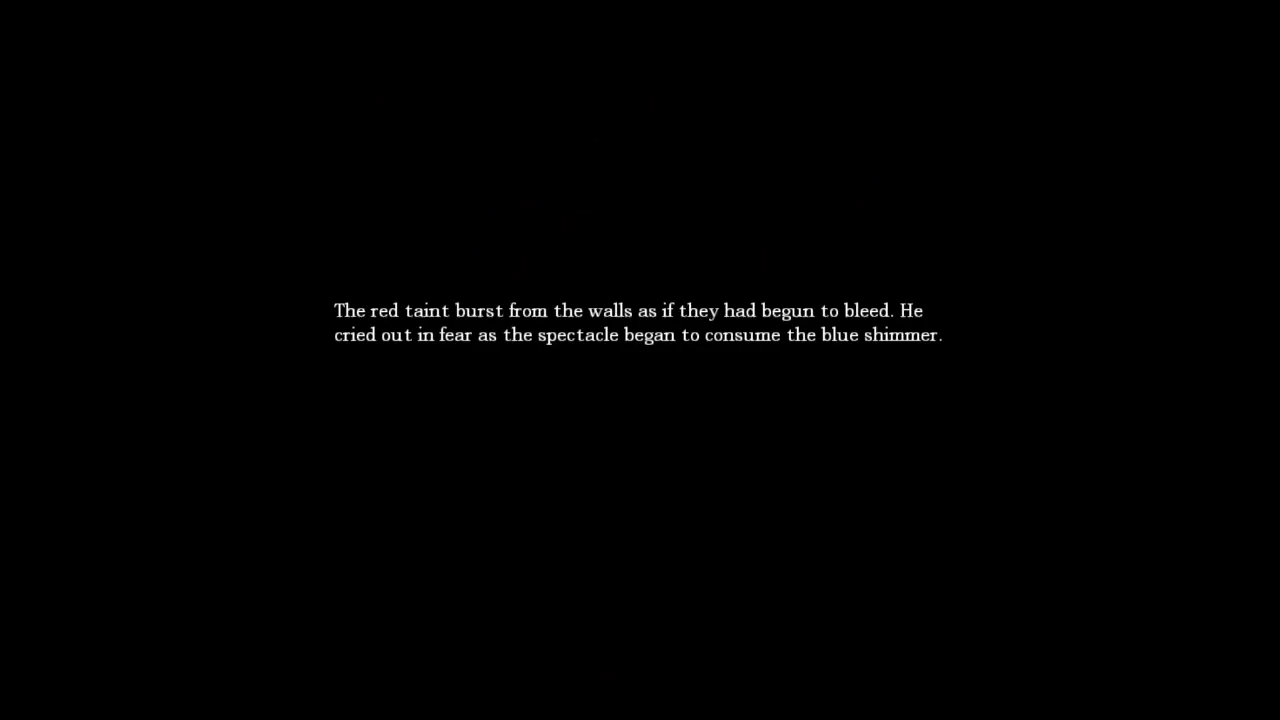 The red taint burst from the walls as if they had begun to bleed. He
cried out in fear as the spectacle began to consume the blue shimmer.